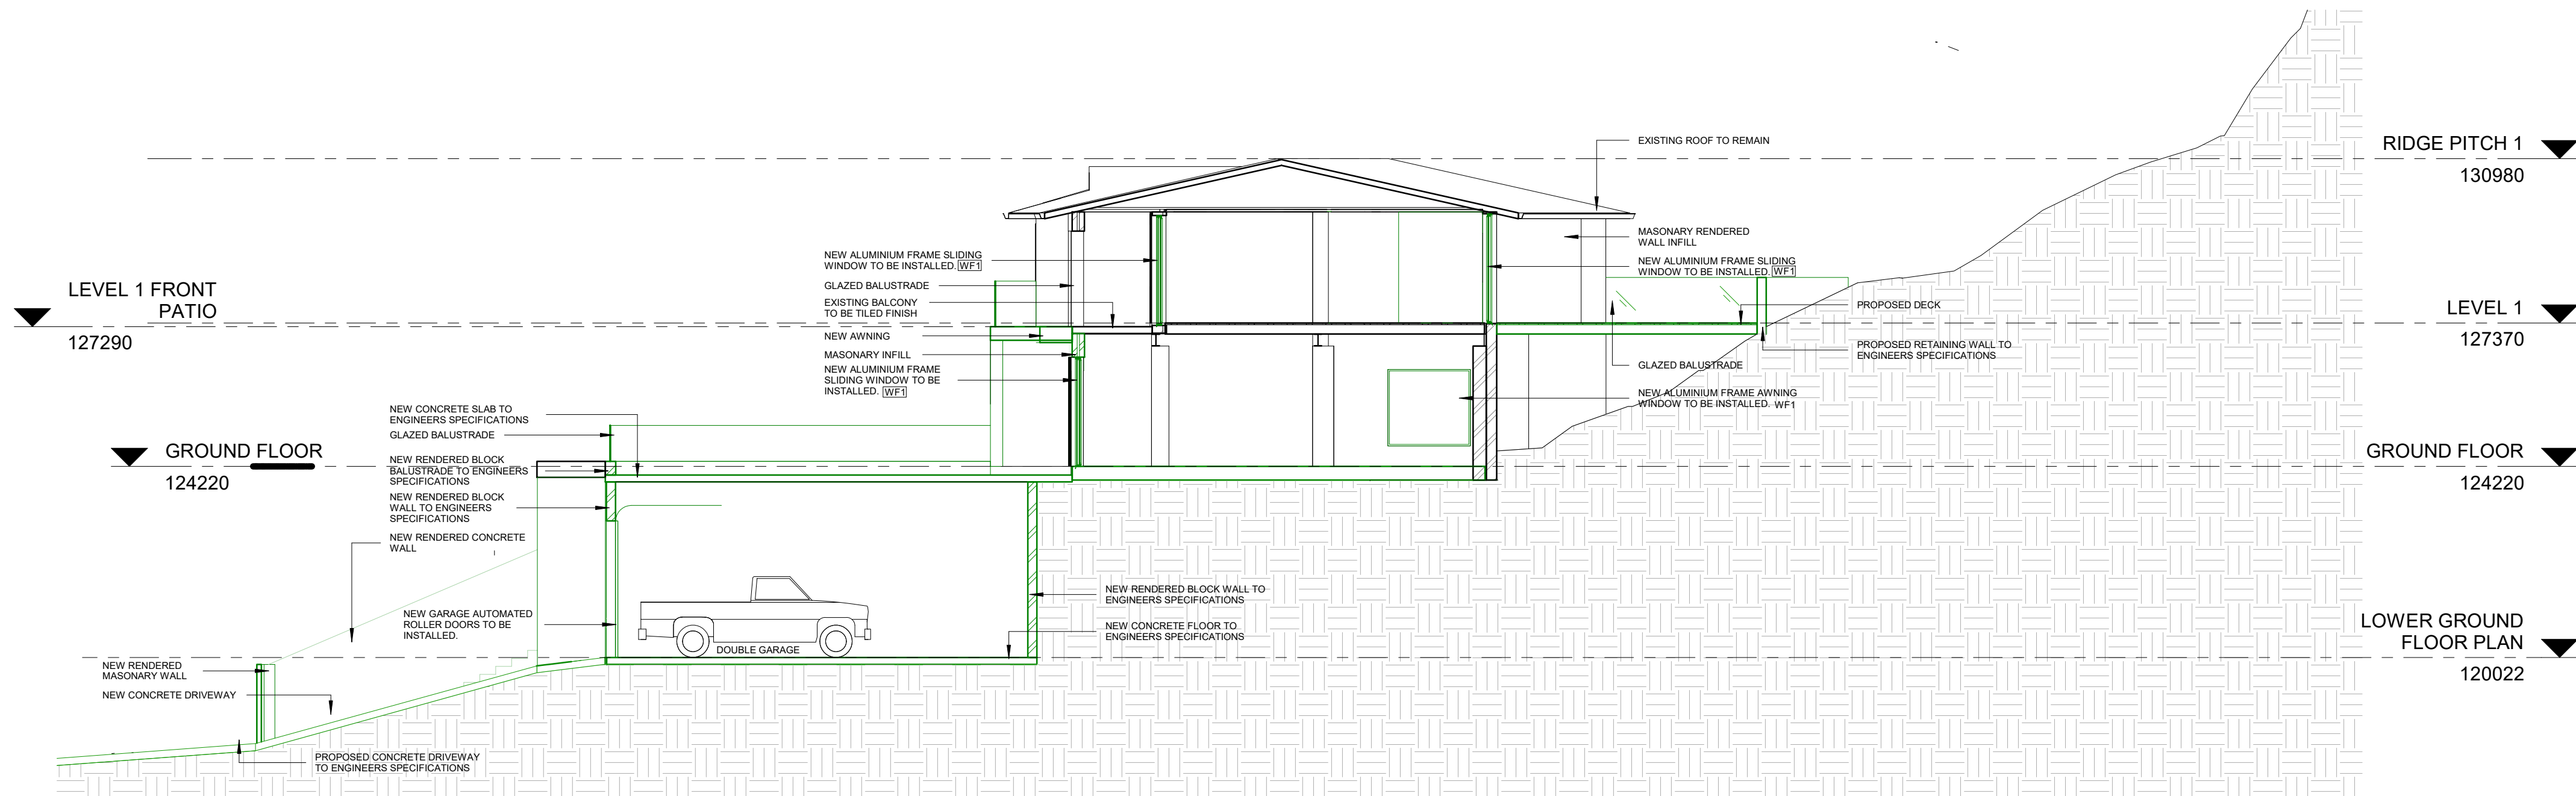 RIDGE PITCH 1
130980
EXISTING ROOF TO REMAIN
MASONARY RENDERED
WALL INFILL
NEW ALUMINIUM FRAME SLIDING
WINDOW TO BE INSTALLED. WF1
NEW ALUMINIUM FRAME SLIDING
WINDOW TO BE INSTALLED. WF1
GLAZED BALUSTRADE
EXISTING BALCONY
TO BE TILED FINISH
NEW AWNING
MASONARY INFILL
NEW ALUMINIUM FRAME
SLIDING WINDOW TO BE
INSTALLED. WF1
LEVEL 1 FRONT
PATIO
127290
PROPOSED DECK
LEVEL 1
127370
PROPOSED RETAINING WALL TO
ENGINEERS SPECIFICATIONS
GLAZED BALUSTRADE
NEW ALUMINIUM FRAME AWNING
WINDOW TO BE INSTALLED. WF1
NEW CONCRETE SLAB TO
ENGINEERS SPECIFICATIONS
GLAZED BALUSTRADE
GROUND FLOOR
124220
GROUND FLOOR
124220
NEW RENDERED BLOCK
BALUSTRADE TO ENGINEERS
SPECIFICATIONS
NEW RENDERED BLOCK
WALL TO ENGINEERS
SPECIFICATIONS
NEW RENDERED CONCRETE
WALL
NEW GARAGE AUTOMATED
ROLLER DOORS TO BE
INSTALLED.
DOUBLE GARAGE
NEW RENDERED BLOCK WALL TO
ENGINEERS SPECIFICATIONS
NEW CONCRETE FLOOR TO
ENGINEERS SPECIFICATIONS
LOWER GROUND
FLOOR PLAN
120022
NEW RENDERED
MASONARY WALL
NEW CONCRETE DRIVEWAY
PROPOSED CONCRETE DRIVEWAY
TO ENGINEERS SPECIFICATIONS